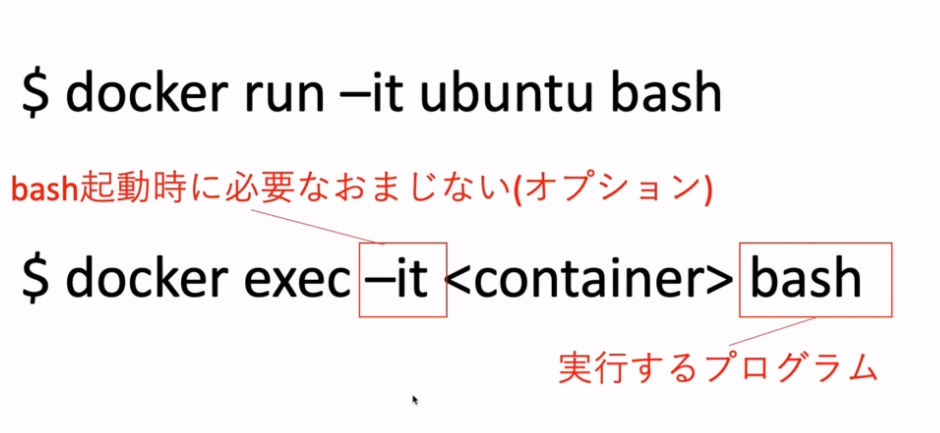 $ docker run –it ubuntu bash
bash起動時に必要なおまじない(オプション)
$ docker exec –it <container> bash
実行するプログラム